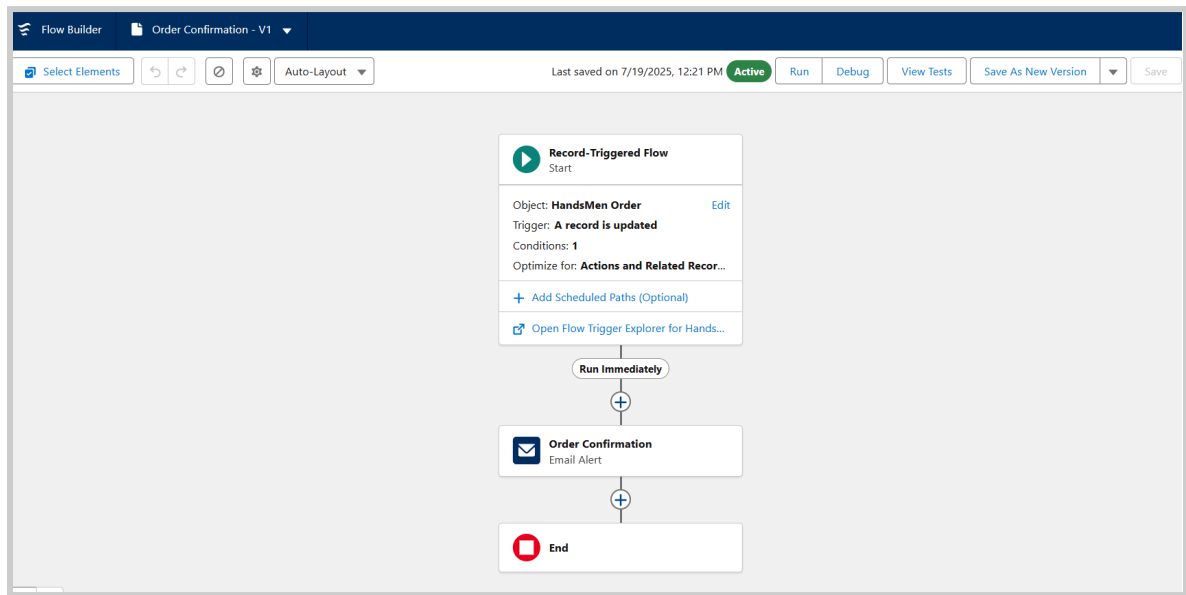 Flow Builder
Order Confirmation - V1
Select Elements
Auto-Layout
Last saved on 7/19/2025, 12:21 PM
Active
Run
Debug
View Tests
Save As New Version
Save
Record-Triggered Flow
Start
Object: HandsMen Order
Edit
Trigger: A record is updated
Conditions: 1
Optimize for: Actions and Related Recor...
Add Scheduled Paths (Optional)
Open Flow Trigger Explorer for Hands...
Run Immediately
Order Confirmation
Email Alert
End